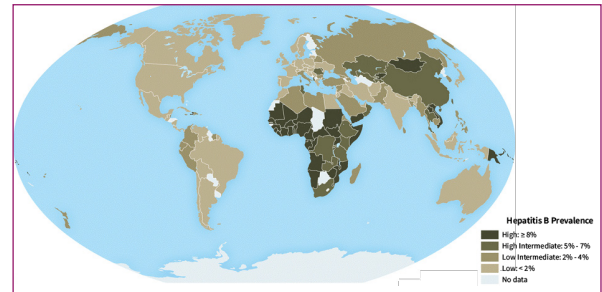 Hepatitis B Prevalence
High: ≥ 8%
High Intermediate: 5% - 7%
Low Intermediate: 2% - 4%
Low: < 2%
No data